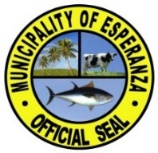 MUNICIPALITY OF ESPERANZA
OFFICIAL SEAL